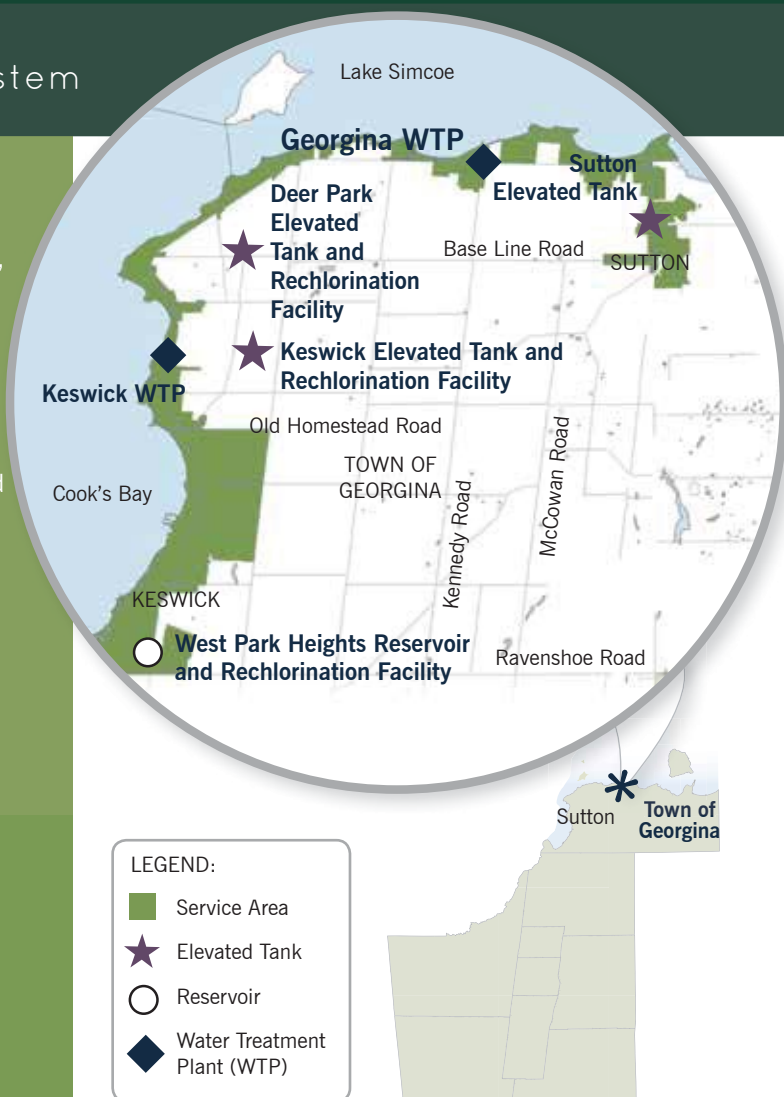 stem
Lake Simcoe
Georgina WTP
Sutton
Elevated Tank
Deer Park
Elevated
Tank and
Rechlorination
Facility
Base Line Road
SUTTON
Keswick Elevated Tank and
Rechlorination Facility
Keswick WTP
Old Homestead Road
TOWN OF
GEORGINA
Cook's Bay
Kennedy Road
McCowan Road
KESWICK
West Park Heights Reservoir
and Rechlorination Facility
Ravenshoe Road
Sutton
Town of
Georgina
LEGEND:
Service Area
Elevated Tank
Reservoir
Water Treatment
Plant (WTP)